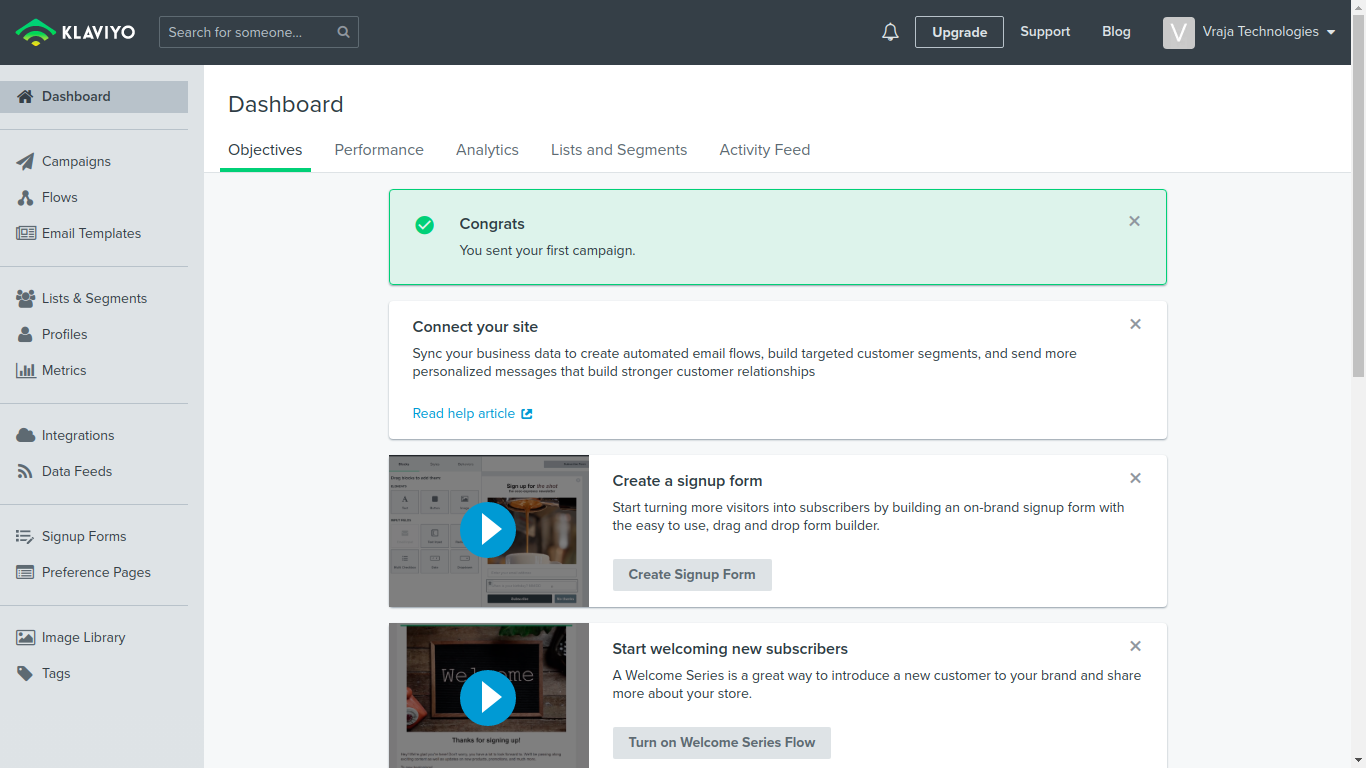 KLAVIYO
Search for someone...
Upgrade
Support
Blog
V
Vraja Technologies
Dashboard
Campaigns
Flows
Email Templates
Lists & Segments
Profiles
Metrics
Integrations
Data Feeds
Signup Forms
Preference Pages
Image Library
Tags
Dashboard
Objectives
Performance
Analytics
Lists and Segments
Activity Feed
Congrats
You sent your first campaign.
Connect your site
Sync your business data to create automated email flows, build targeted customer segments, and send more
personalized messages that build stronger customer relationships
Read help article
Sign up for the shot
Create a signup form
Start turning more visitors into subscribers by building an on-brand signup form with
the easy to use, drag and drop form builder.
Create Signup Form
Welcome
Thanks for signing up!
Start welcoming new subscribers
A Welcome Series is a great way to introduce a new customer to your brand and share
more about your store.
Turn on Welcome Series Flow